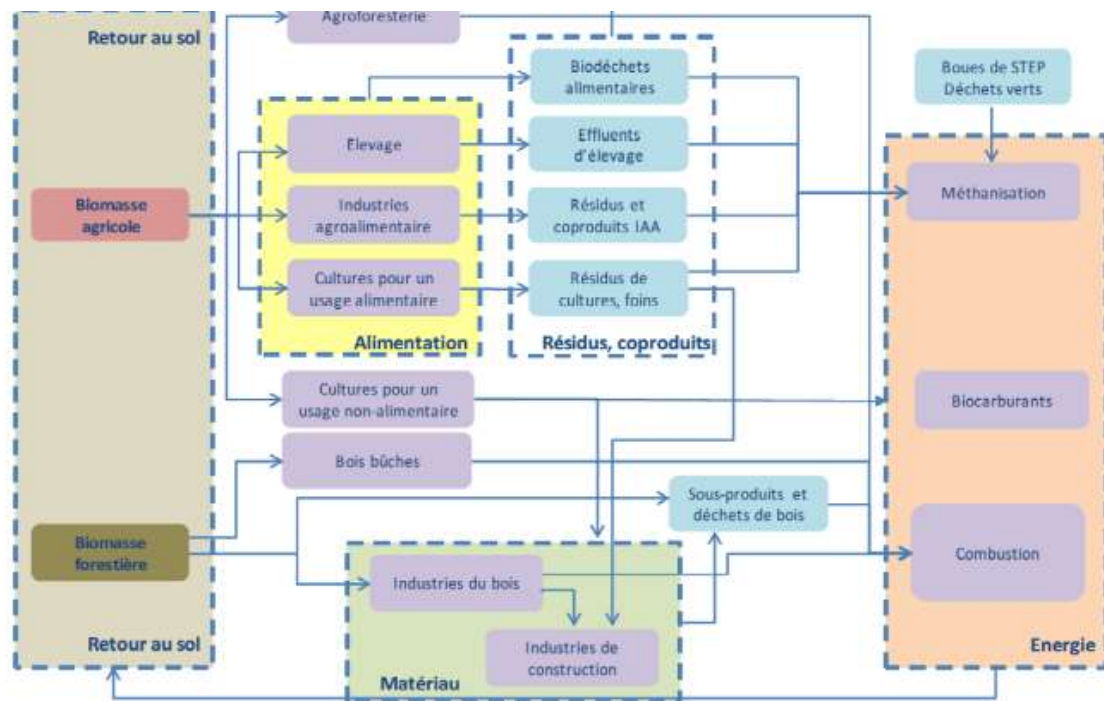 Retour au sol
Agroforesterie
Biodéchets
alimentaires
Boues de STEP
Déchets verts
Elevage
Effluents
d'élevage
Biomasse
agricole
Industries
agroalimentaire
Résidus et
coproduits IAA
Méthanisation
Cultures pour un
usage alimentaire
Résidus de
cultures, foins
Alimentation
Résidus, coproduits
Cultures pour un
usage non-alimentaire
Biocarburants
Bois bûches
Sous-produits et
déchets de bois
Biomasse
forestière
Industries du bois
Combustion
Retour au sol
Industries de
construction
Energie
Matériau